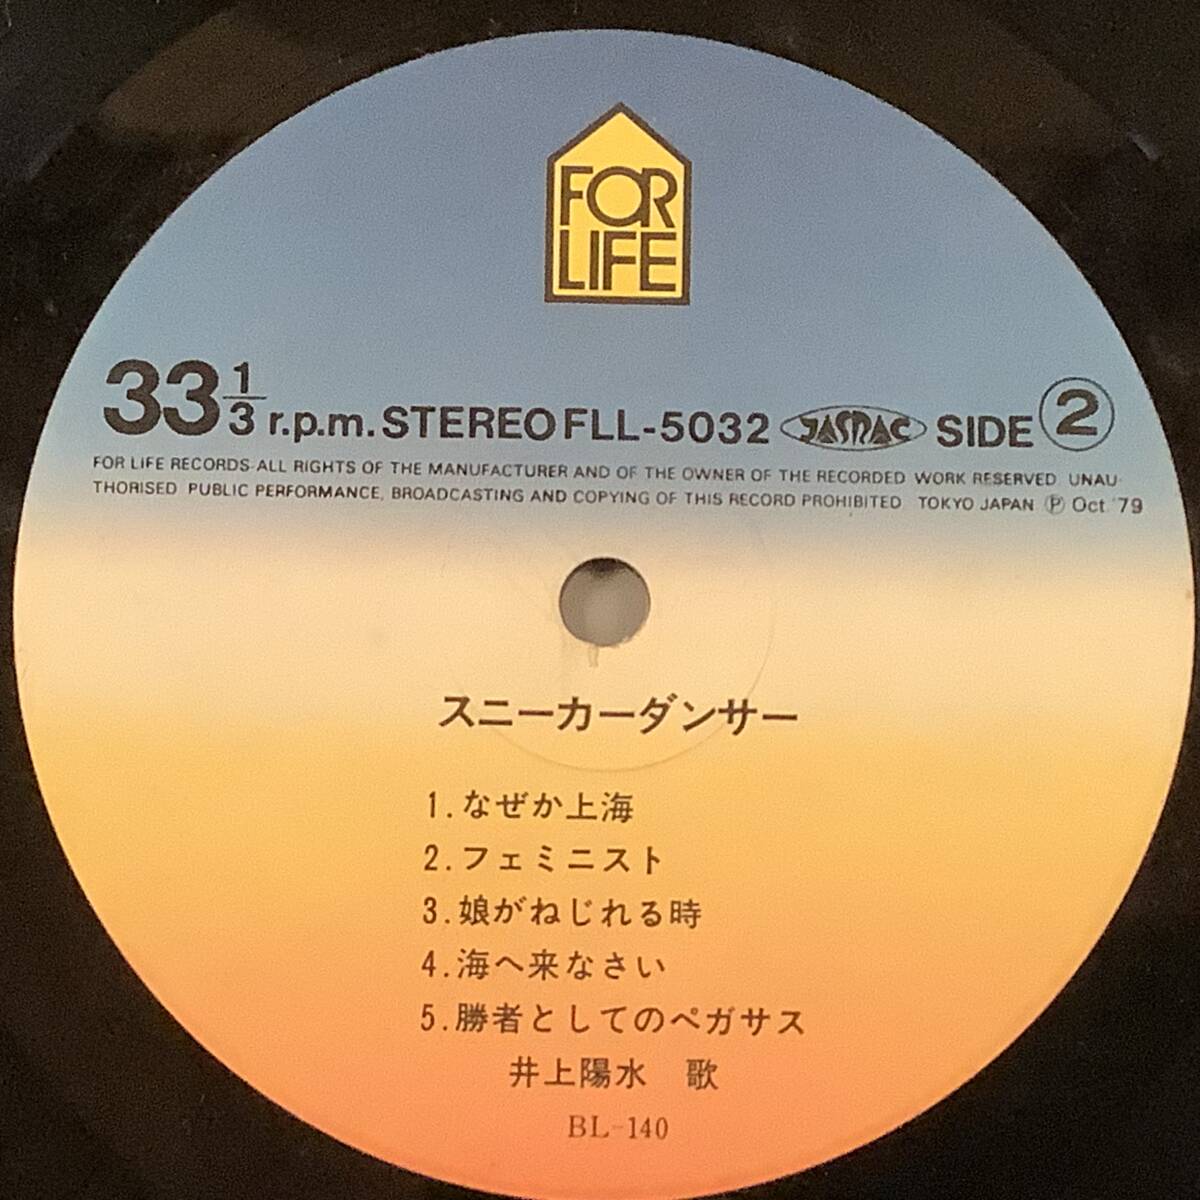 FOR
LIFE
33 1/3 r.p.m. STEREO FLL-5032 JASRAC SIDE 2
FOR LIFE RECORDS·ALL RIGHTS OF THE MANUFACTURER AND OF THE OWNER OF THE RECORDED WORK RESERVED. UNAU-
THORISED PUBLIC PERFORMANCE, BROADCASTING AND COPYING OF THIS RECORD PROHIBITED TOKYO JAPAN Ⓟ Oct. '79
スニーカーダンサー
1.なぜか上海
2.フェミニスト
3.娘がねじれる時
4.海へ来なさい
5.勝者としてのペガサス
井上陽水 歌
BL-140